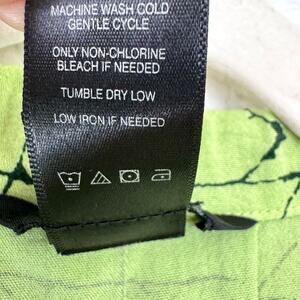 MACHINE WASH COLD
GENTLE CYCLE
ONLY NON-CHLORINE
BLEACH IF NEEDED
TUMBLE DRY LOW
LOW IRON IF NEEDED